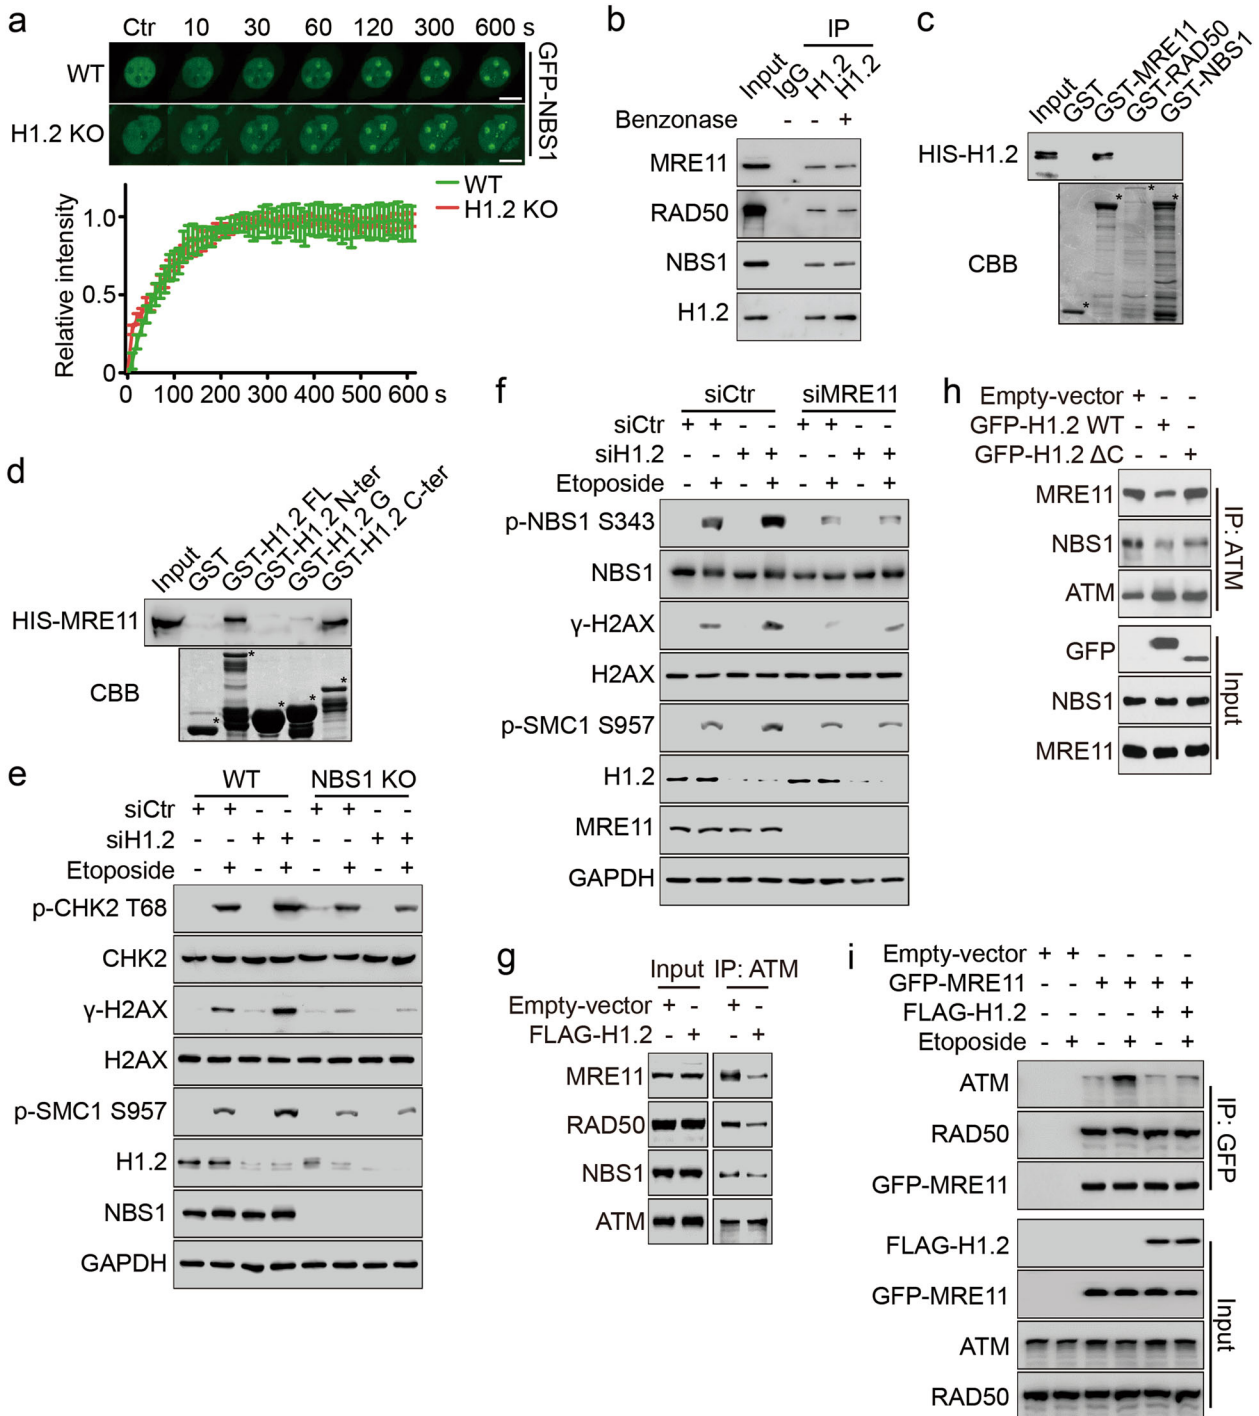 a
Ctr 10 30 60 120 300 600 s
WT
H1.2 KO
GFP-NBS1
WT
H1.2 KO
Relative intensity
1.0
0.5
0
0 100 200 300 400 500 600 s
b
IP
Input IgG H1.2 H1.2
Benzonase - - +
MRE11
RAD50
NBS1
H1.2
c
Input GST GST-MRE11 GST-RAD50 GST-NBS1
HIS-H1.2
CBB
* * * *
d
Input GST GST-H1.2 FL GST-H1.2 N-ter GST-H1.2 G GST-H1.2 C-ter
HIS-MRE11
CBB
* * * * *
e
WT NBS1 KO
siCtr + + - - + + - -
siH1.2 - - + + - - + +
Etoposide - + - + - + - +
p-CHK2 T68
CHK2
γ-H2AX
H2AX
p-SMC1 S957
H1.2
NBS1
GAPDH
f
siCtr siMRE11
siCtr + + - - + + - -
siH1.2 - - + + - - + +
Etoposide - + - + - + - +
p-NBS1 S343
NBS1
γ-H2AX
H2AX
p-SMC1 S957
H1.2
MRE11
GAPDH
g
Input IP: ATM
Empty-vector + - + -
FLAG-H1.2 - + - +
MRE11
RAD50
NBS1
ATM
h
Empty-vector + - -
GFP-H1.2 WT - + -
GFP-H1.2 ΔC - - +
MRE11
NBS1
ATM
IP: ATM
GFP
NBS1
MRE11
Input
i
Empty-vector + + - - - -
GFP-MRE11 - - + + + +
FLAG-H1.2 - - - - + +
Etoposide - + - + - +
ATM
RAD50
GFP-MRE11
IP: GFP
FLAG-H1.2
GFP-MRE11
ATM
RAD50
Input